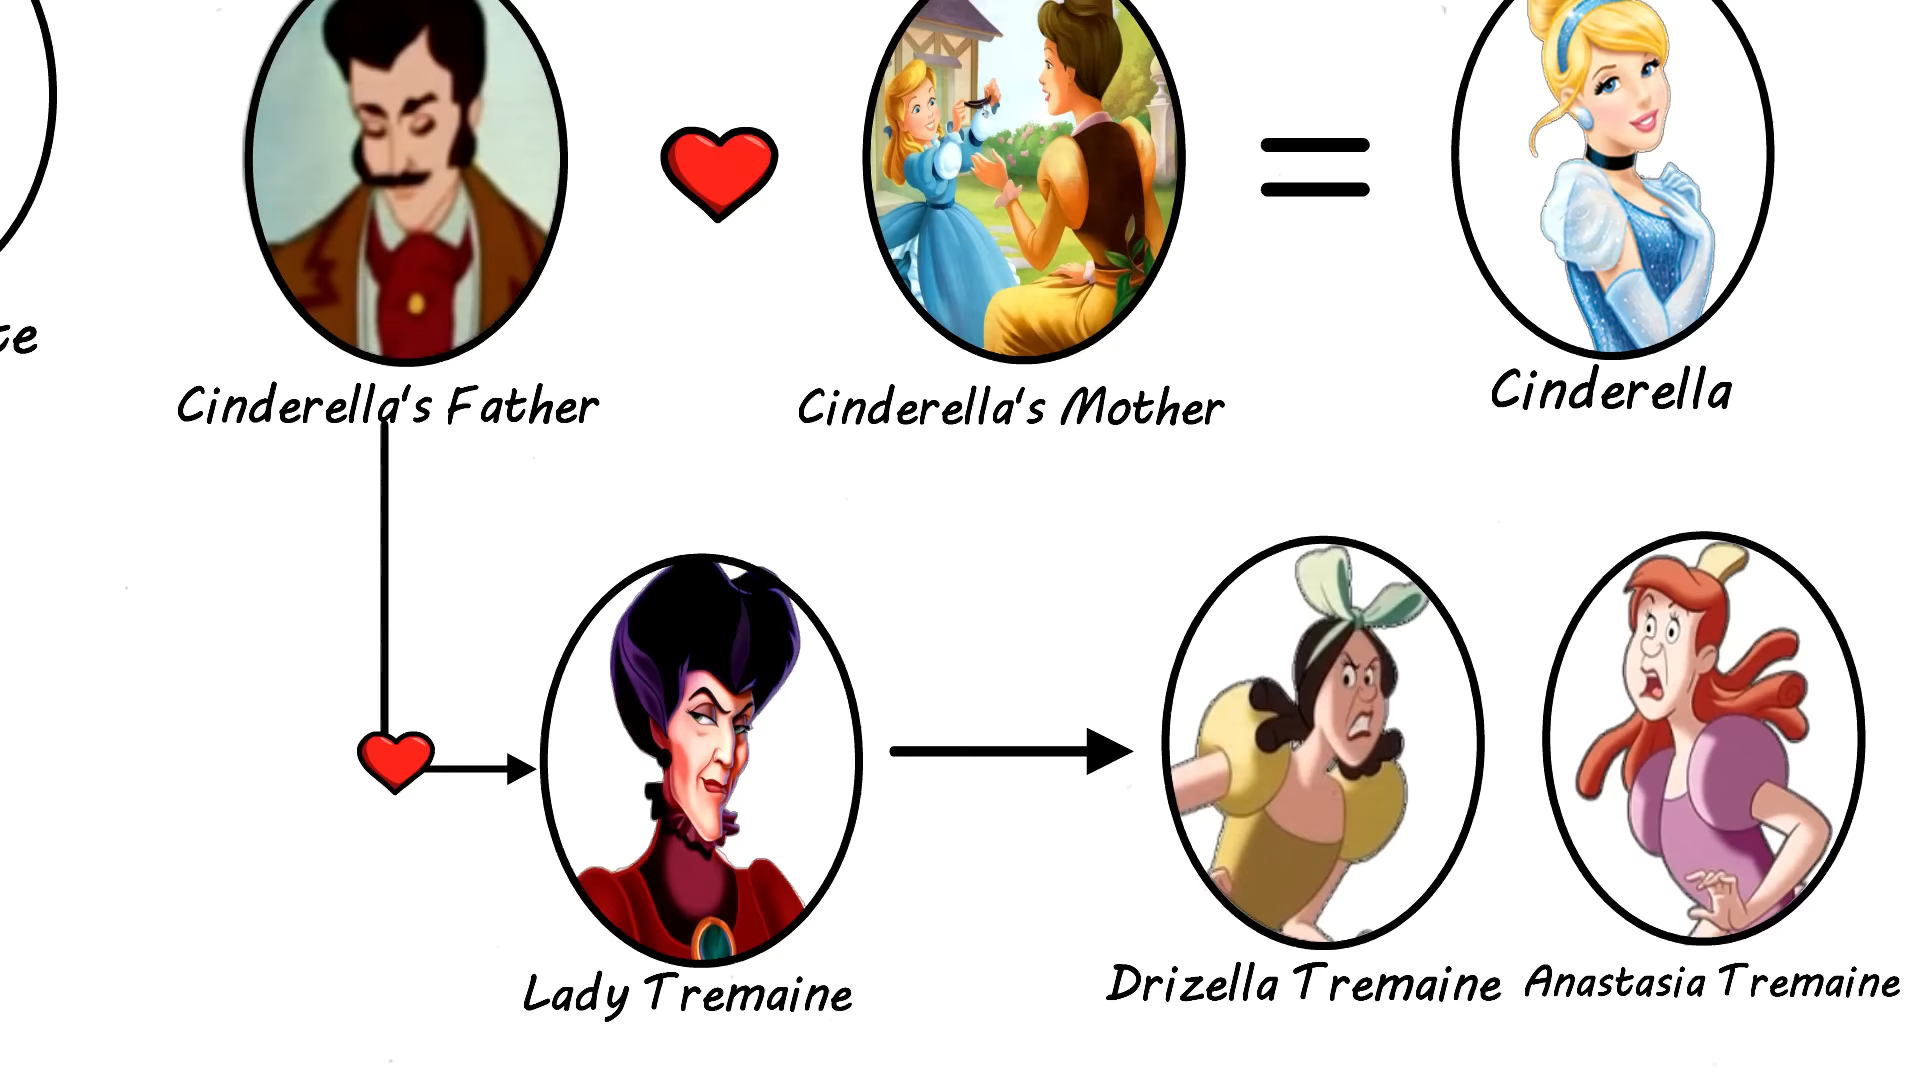 Cinderella's Father
Cinderella's Mother
Cinderella
Lady Tremaine
Drizella Tremaine
Anastasia Tremaine